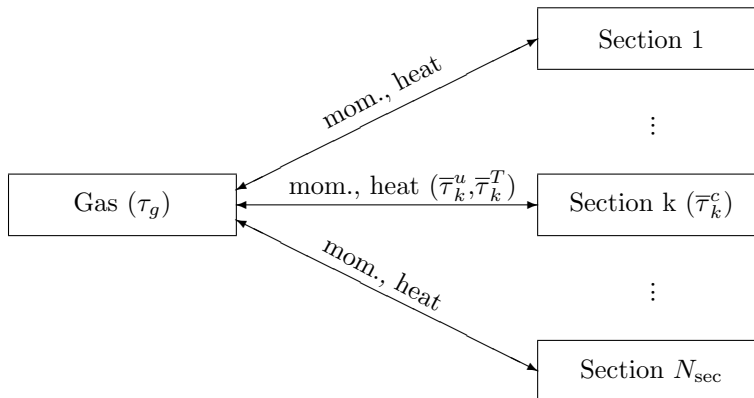 Section 1
mom., heat
⋮
Gas (τ_g)
mom., heat (τ̅_k^u,τ̅_k^T)
Section k (τ̅_k^c)
mom., heat
⋮
Section N_sec